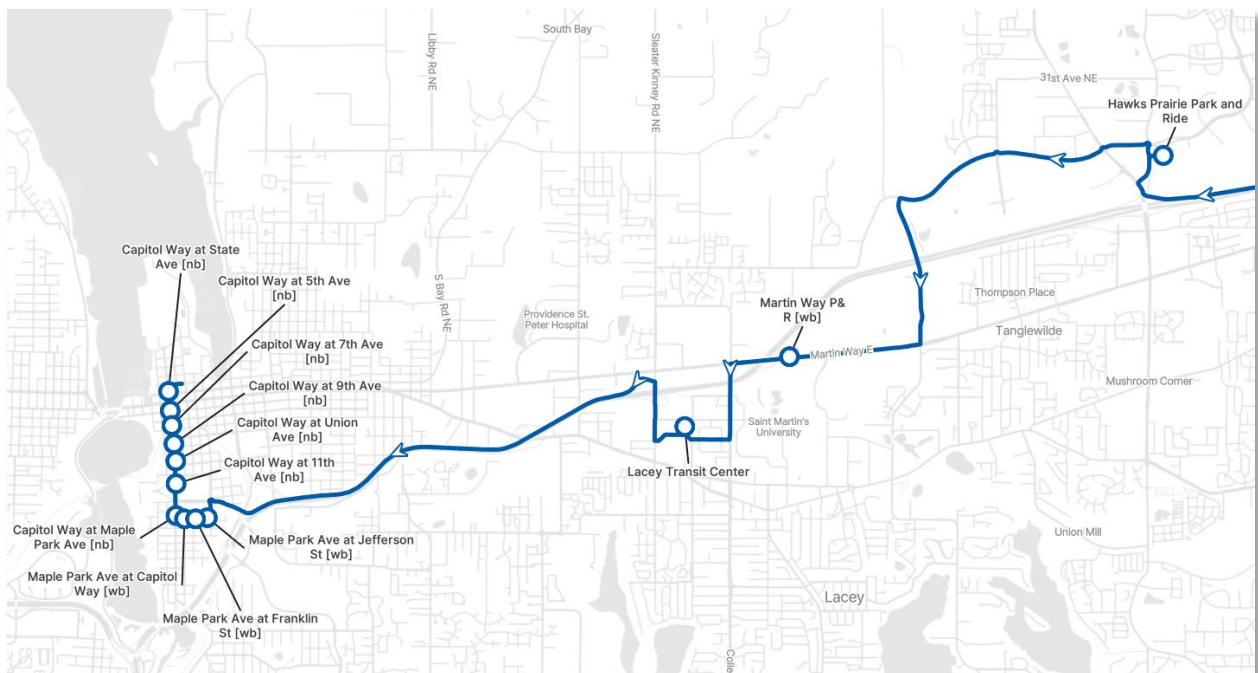 South Bay
Libby Rd NE
Sleater Kinney Rd NE
31st Ave NE
Hawks Prairie Park and
Ride
Capitol Way at State
Ave [nb]
Capitol Way at 5th Ave
[nb]
S Bay Rd NE
Thompson Place
Martin Way P&
R [wb]
Providence St.
Peter Hospital
Tanglewilde
Capitol Way at 7th Ave
[nb]
Martin Way E
Capitol Way at 9th Ave
[nb]
Mushroom Corner
Capitol Way at Union
Ave [nb]
Saint Martin's
University
Capitol Way at 11th
Ave [nb]
Lacey Transit Center
Capitol Way at Maple
Park Ave [nb]
Maple Park Ave at Jefferson
St [wb]
Union Mill
Maple Park Ave at Capitol
Way [wb]
Lacey
Maple Park Ave at Franklin
St [wb]
Colle